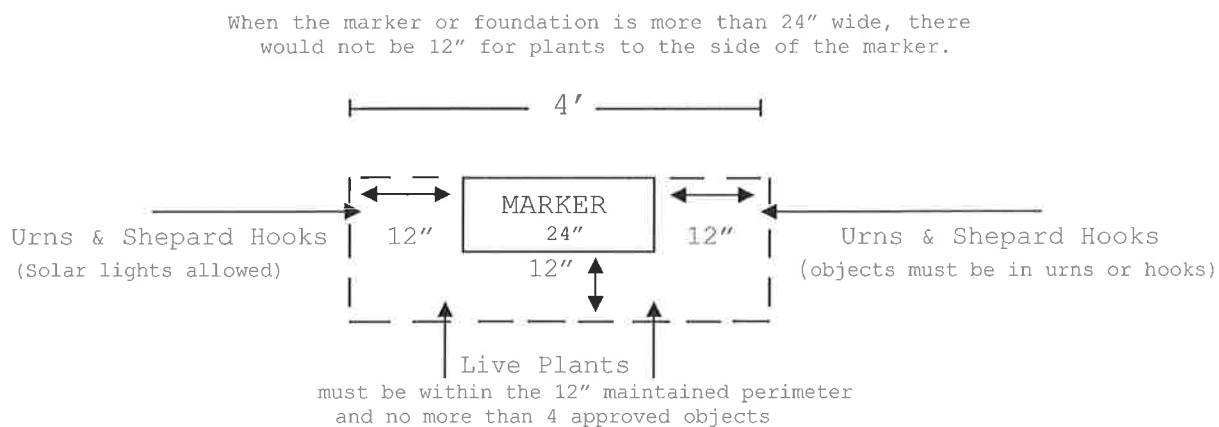 When the marker or foundation is more than 24″ wide, there
would not be 12″ for plants to the side of the marker.
4′
MARKER
24″
12″
12″
12″
Urns & Shepard Hooks
(Solar lights allowed)
Urns & Shepard Hooks
(objects must be in urns or hooks)
Live Plants
must be within the 12″ maintained perimeter
and no more than 4 approved objects